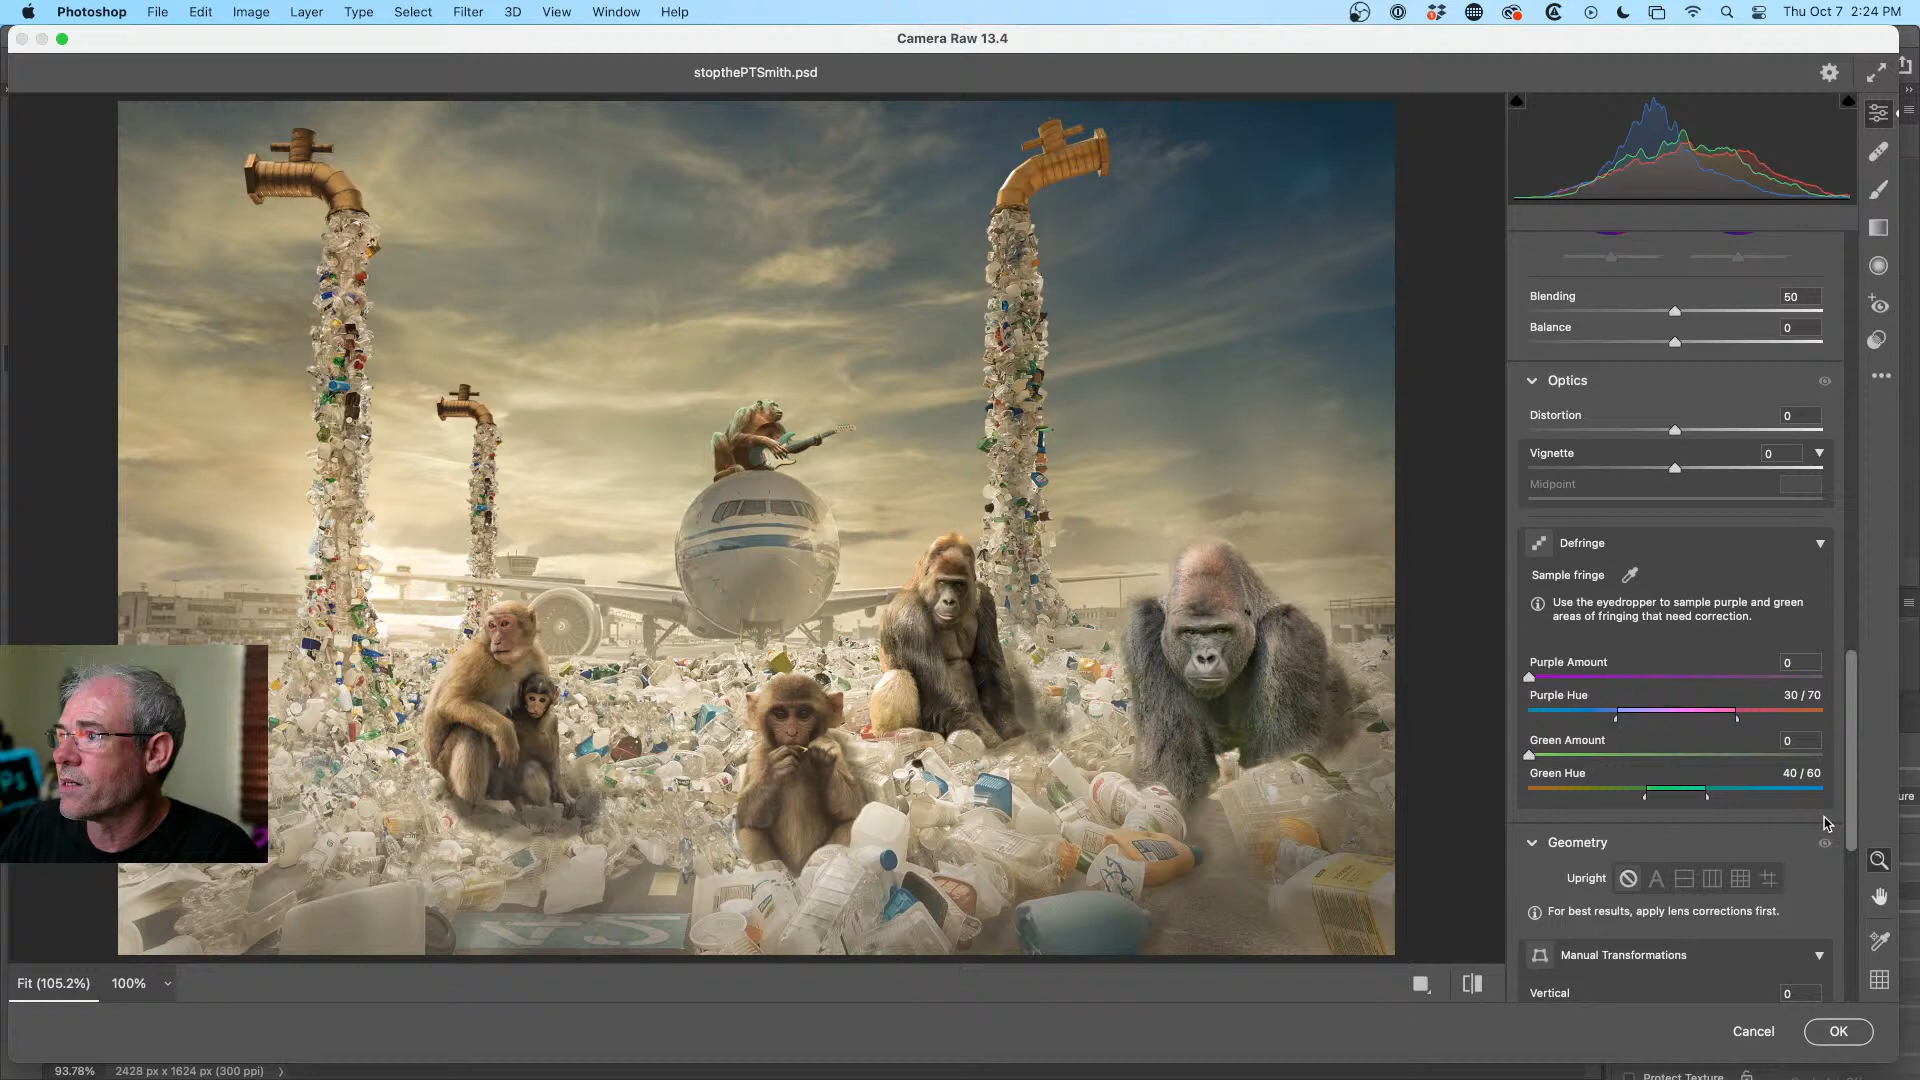 Photoshop File Edit Image Layer Type Select Filter 3D View Window Help Thu Oct 7 2:24 PM
Camera Raw 13.4
stopthePTSmith.psd
Blending 50
Balance 0
Optics
Distortion 0
Vignette 0
Midpoint
Defringe
Sample fringe
Use the eyedropper to sample purple and green
areas of fringing that need correction.
Purple Amount 0
Purple Hue 30 / 70
Green Amount 0
Green Hue 40 / 60
Geometry
Upright
For best results, apply lens corrections first.
Manual Transformations
Vertical 0
Fit (105.2%) 100%
Cancel OK
93.78% 2428 px x 1624 px (300 ppi)
Protect Texture